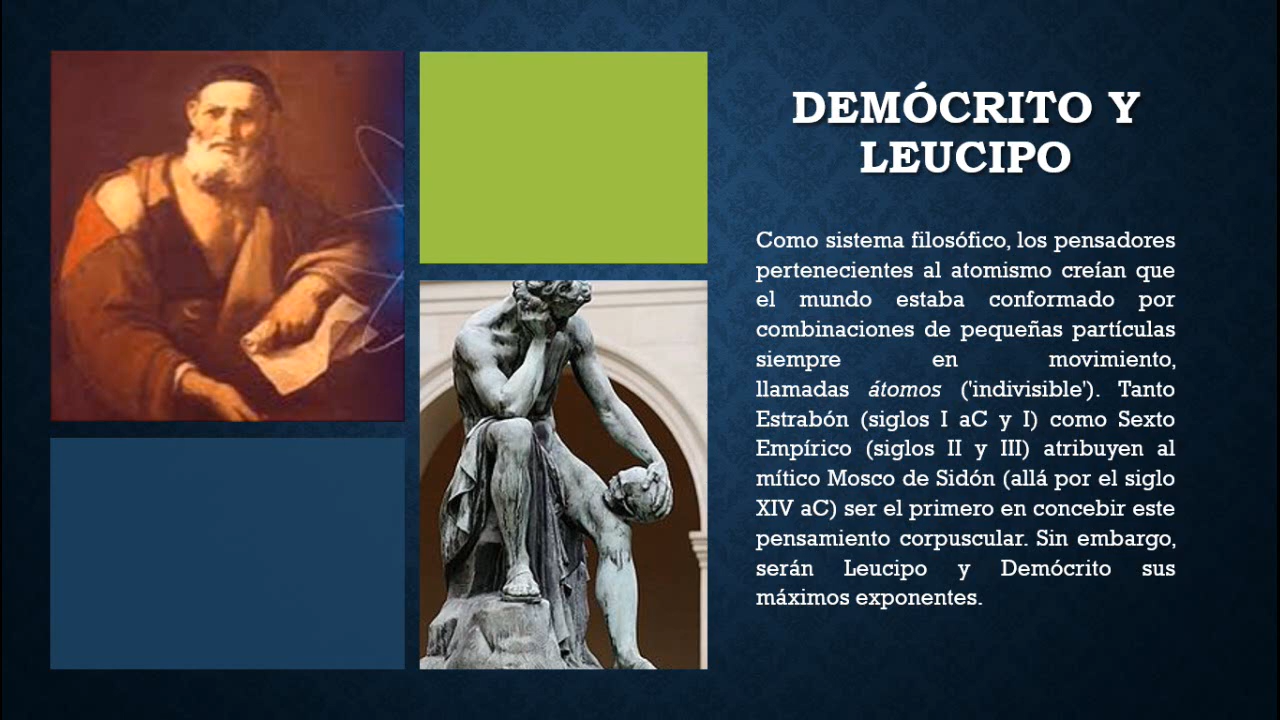 DEMÓCRITO Y
LEUCIPO
Como sistema filosófico, los pensadores
pertenecientes al atomismo creían que
el mundo estaba conformado por
combinaciones de pequeñas partículas
siempre en movimiento,
llamadas átomos ('indivisible'). Tanto
Estrabón (siglos I aC y I) como Sexto
Empírico (siglos II y III) atribuyen al
mítico Mosco de Sidón (allá por el siglo
XIV aC) ser el primero en concebir este
pensamiento corpuscular. Sin embargo,
serán Leucipo y Demócrito sus
máximos exponentes.